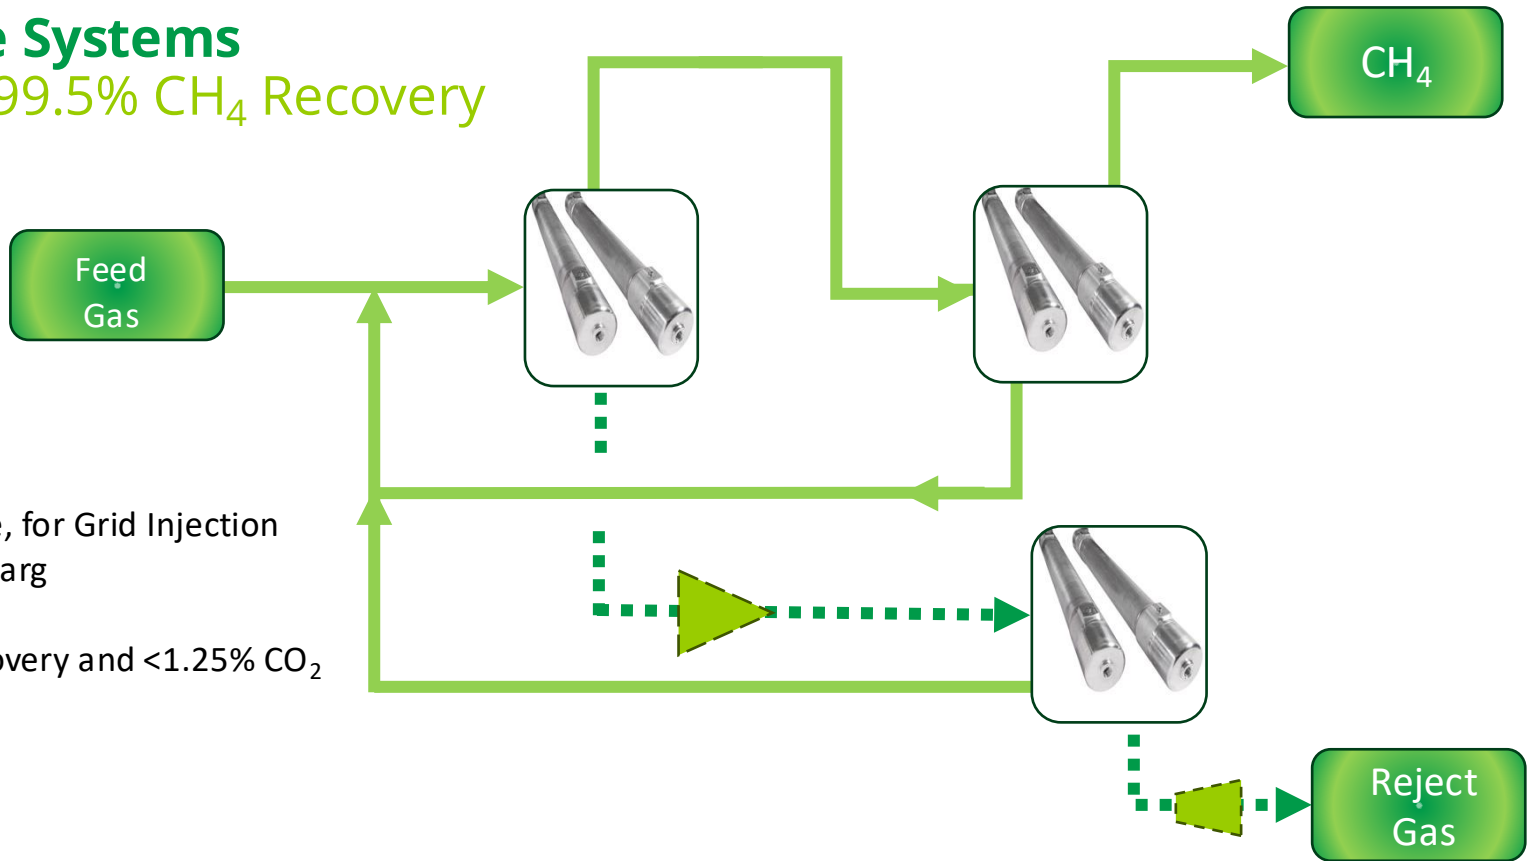 e Systems
99.5% CH₄ Recovery
CH₄
Feed
Gas
e, for Grid Injection
arg
overy and <1.25% CO₂
Reject
Gas